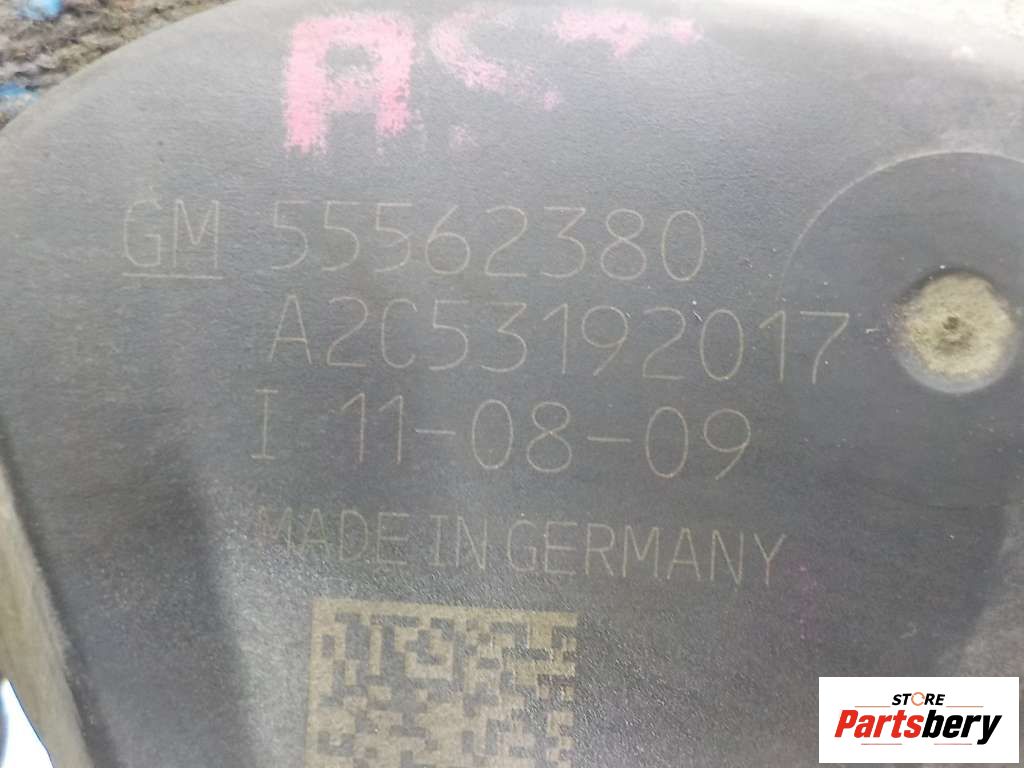 GM 55562380
A2C53192017
I 11-08-09
MADE IN GERMANY
STORE
Partsbery